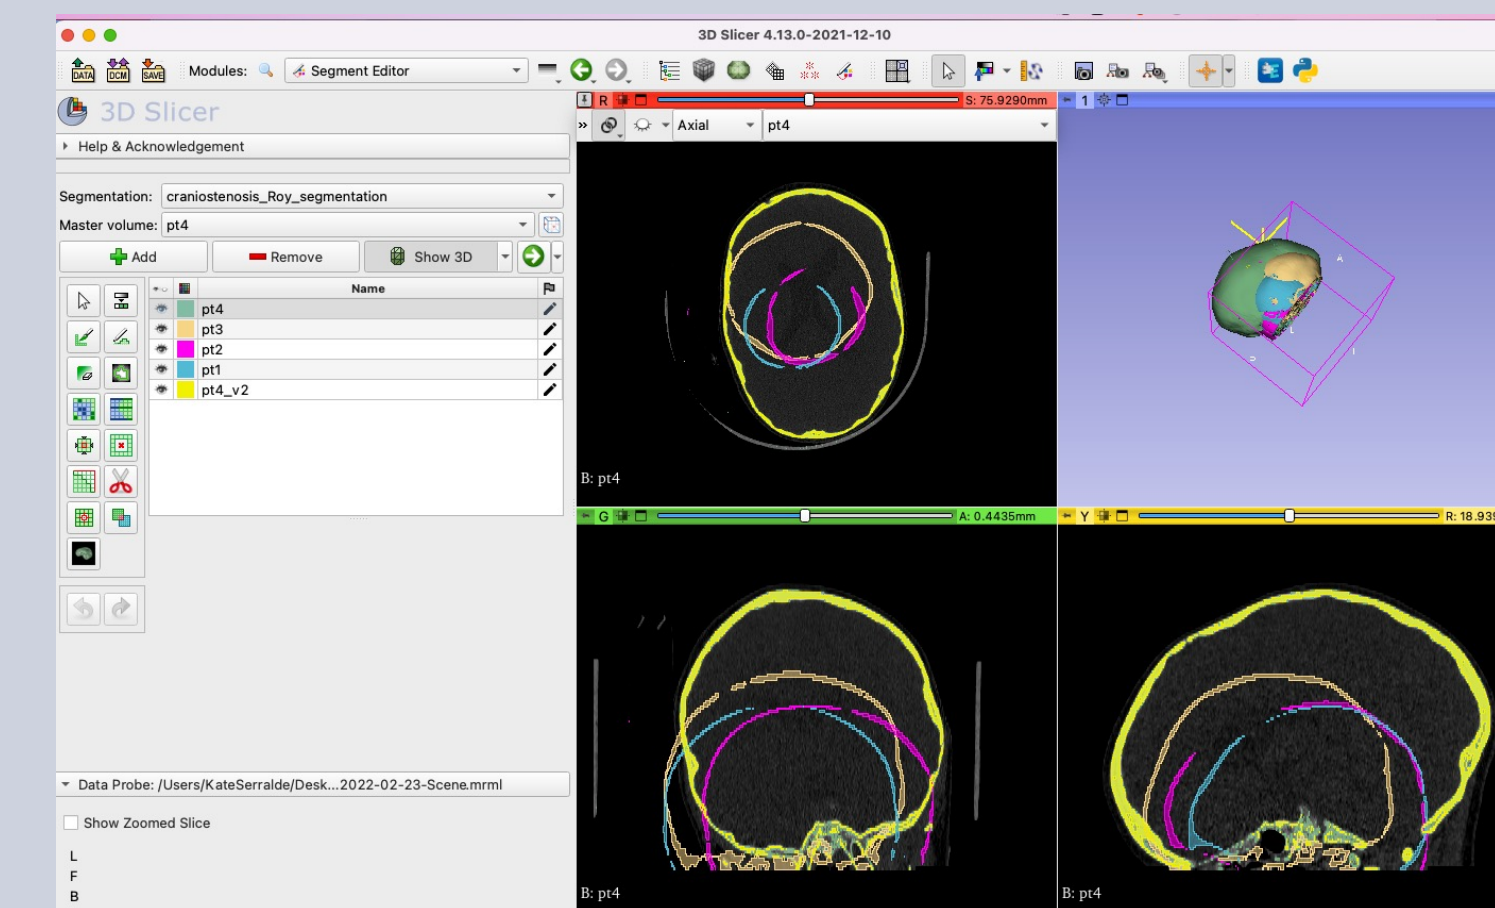 3D Slicer 4.13.0-2021-12-10
DATA DCM SAVE Modules: Segment Editor
3D Slicer
Help & Acknowledgement
Segmentation: craniostenosis_Roy_segmentation
Master volume: pt4
Add Remove Show 3D
Name
pt4
pt3
pt2
pt1
pt4_v2
Data Probe: /Users/KateSerralde/Desk...2022-02-23-Scene.mrml
Show Zoomed Slice
L
F
B
R S: 75.9290mm
» Axial pt4
B: pt4
1
A
L
P
I
G A: 0.4435mm
B: pt4
Y R: 18.939
B: pt4